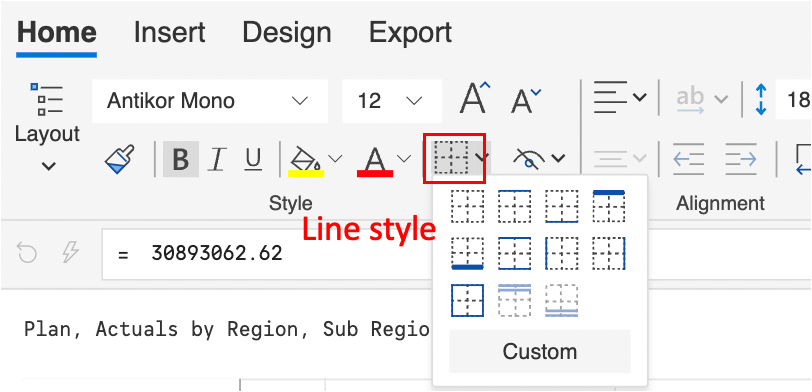 Home Insert Design Export
Antikor Mono 12 A A ab 18
Layout
B I U A
Style Alignment
Line style
= 30893062.62
Plan, Actuals by Region, Sub Regio
Custom